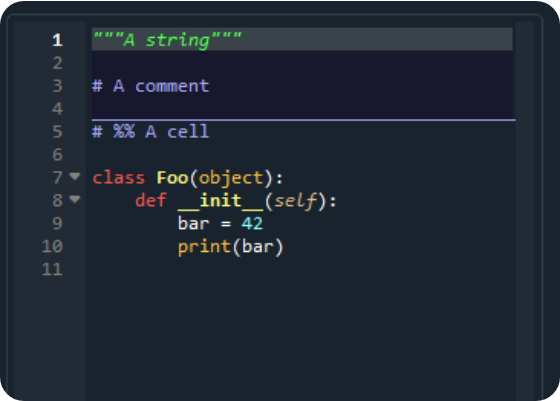 1 """A string"""
2
3 # A comment
4
5 # %% A cell
6
7 class Foo(object):
8     def __init__(self):
9         bar = 42
10         print(bar)
11